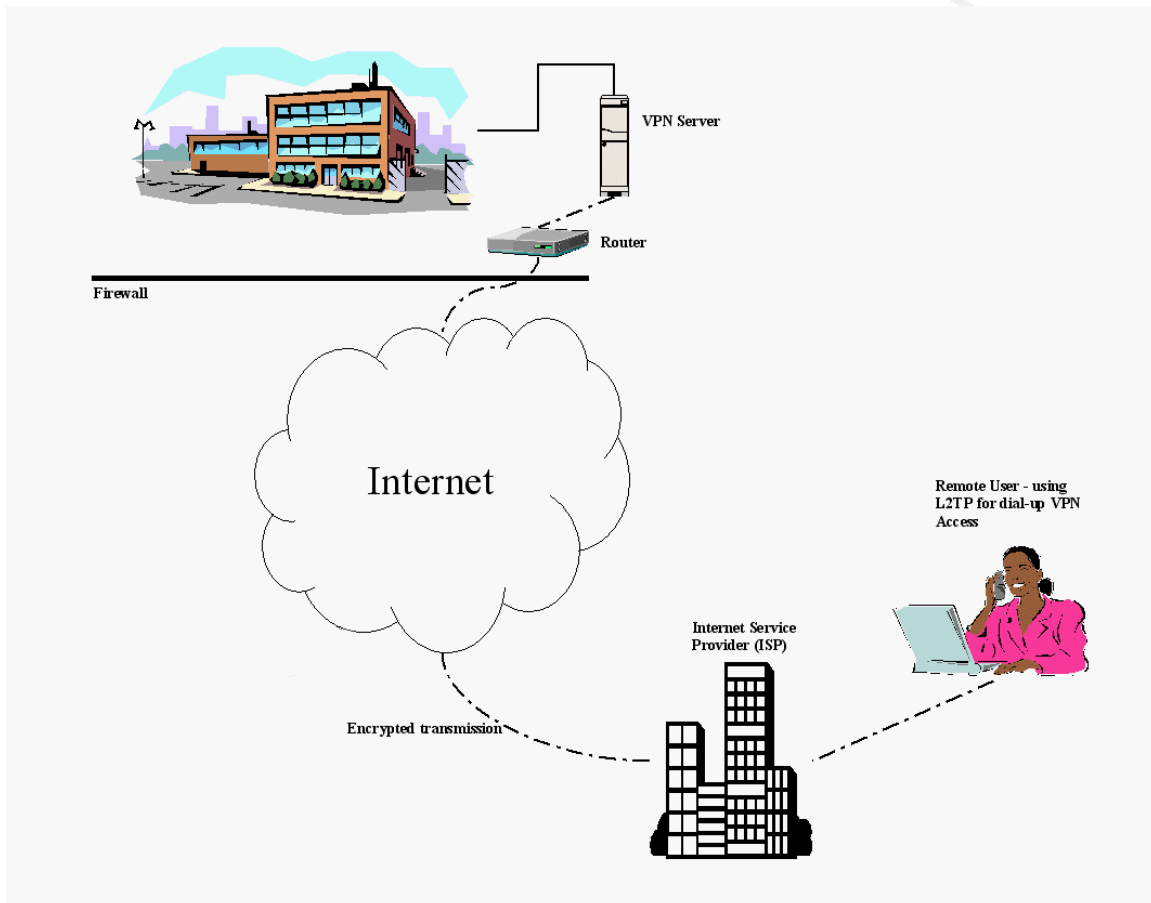 VPN Server
Router
Firewall
Internet
Remote User - using
L2TP for dial-up VPN
Access
Internet Service
Provider (ISP)
Encrypted transmission